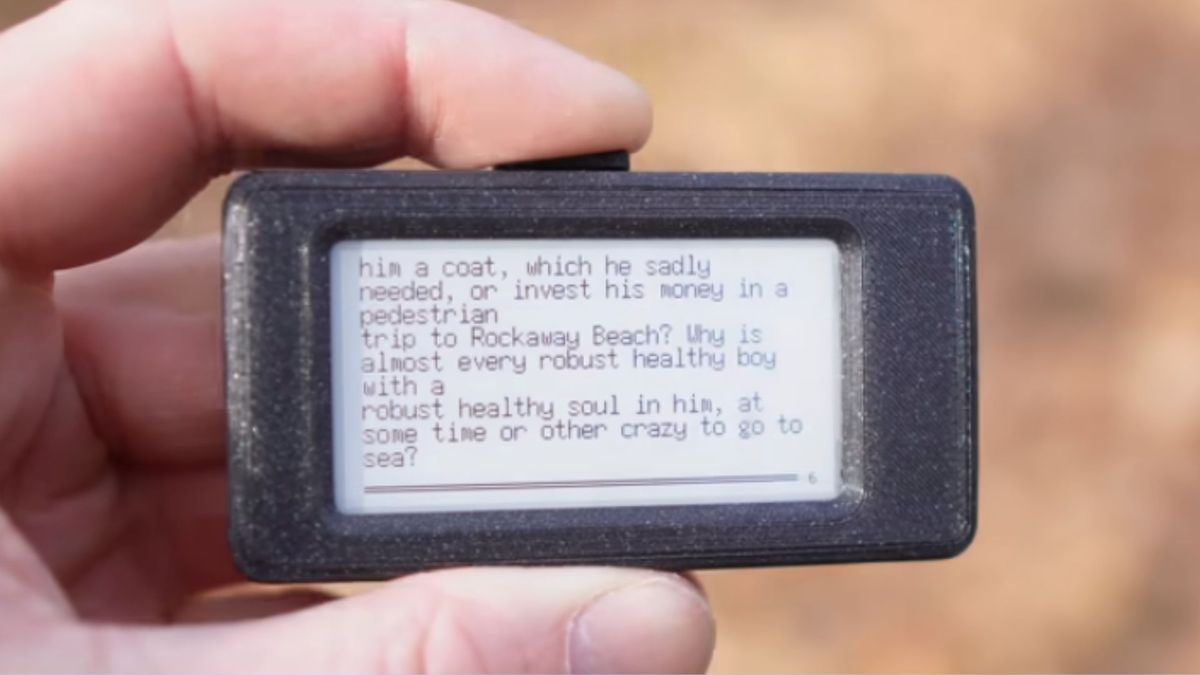 him a coat, which he sadly
needed, or invest his money in a
pedestrian
trip to Rockaway Beach? Why is
almost every robust healthy boy
with a
robust healthy soul in him, at
some time or other crazy to go to
sea?
6